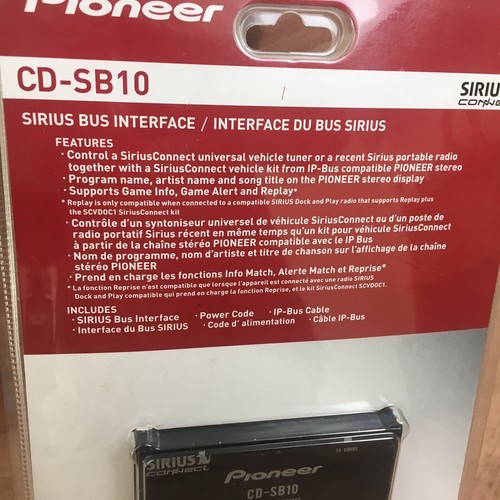 Pioneer
CD-SB10
SIRIUS
CONNECT
SIRIUS BUS INTERFACE / INTERFACE DU BUS SIRIUS
FEATURES
· Control a SiriusConnect universal vehicle tuner or a recent Sirius portable radio
together with a SiriusConnect vehicle kit from IP-Bus compatible PIONEER stereo
· Program name, artist name and song title on the PIONEER stereo display
· Supports Game Info, Game Alert and Replay*
* Replay is only available when connected to a compatible SIRIUS Dock and Play radio that supports Replay plus
the SCVDOC1 SiriusConnect kit
· Contrôle d'un syntoniseur universel de véhicule SiriusConnect ou d'un poste de
radio portatif Sirius récent en même temps qu'un kit pour véhicule SiriusConnect
à partir de la chaîne stéréo PIONEER compatible avec le IP Bus
· Nom de programme, nom d'artiste et titre de chanson sur l'affichage de la chaîne
stéréo PIONEER
· Prend en charge les fonctions Info Match, Alerte Match et Reprise*
* La fonction Reprise n'est compatible que lorsque l'appareil est connecté avec une radio SIRIUS
Dock and Play compatible qui prend en charge la fonction Reprise, et le kit SiriusConnect SCVDOC1.
INCLUDES
· SIRIUS Bus Interface · Power Code · IP-Bus Cable
· Interface du Bus SIRIUS · Code d' alimentation · Câble IP-Bus
SIRIUS
CONNECT
Pioneer
CD-SB10